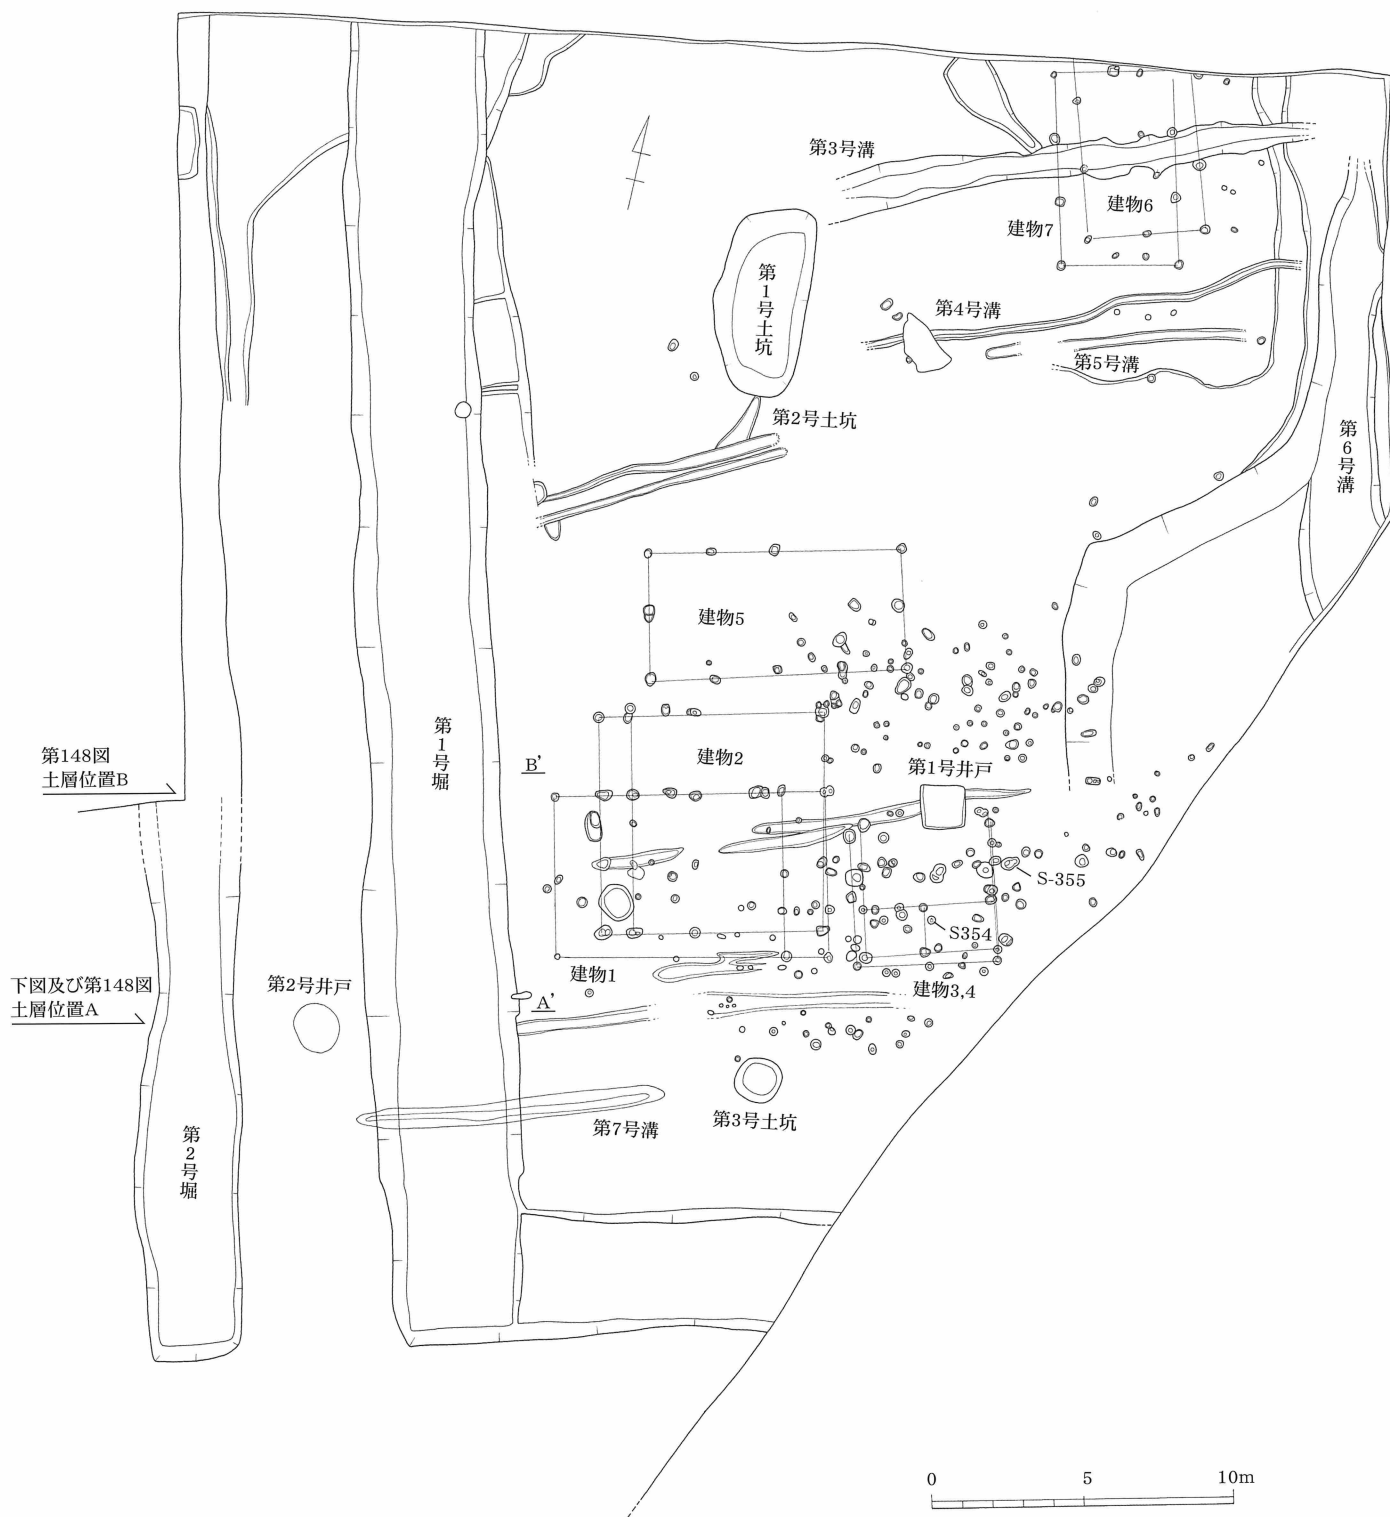 第3号溝
建物6
建物7
第1号土坑
第4号溝
第5号溝
第2号土坑
第6号溝
建物5
第1号堀
建物2
第148図
土層位置B
B'
第1号井戸
S-355
S354
建物1
建物3,4
第2号井戸
下図及び第148図
土層位置A
A'
第7号溝
第3号土坑
第2号堀
0 5 10m